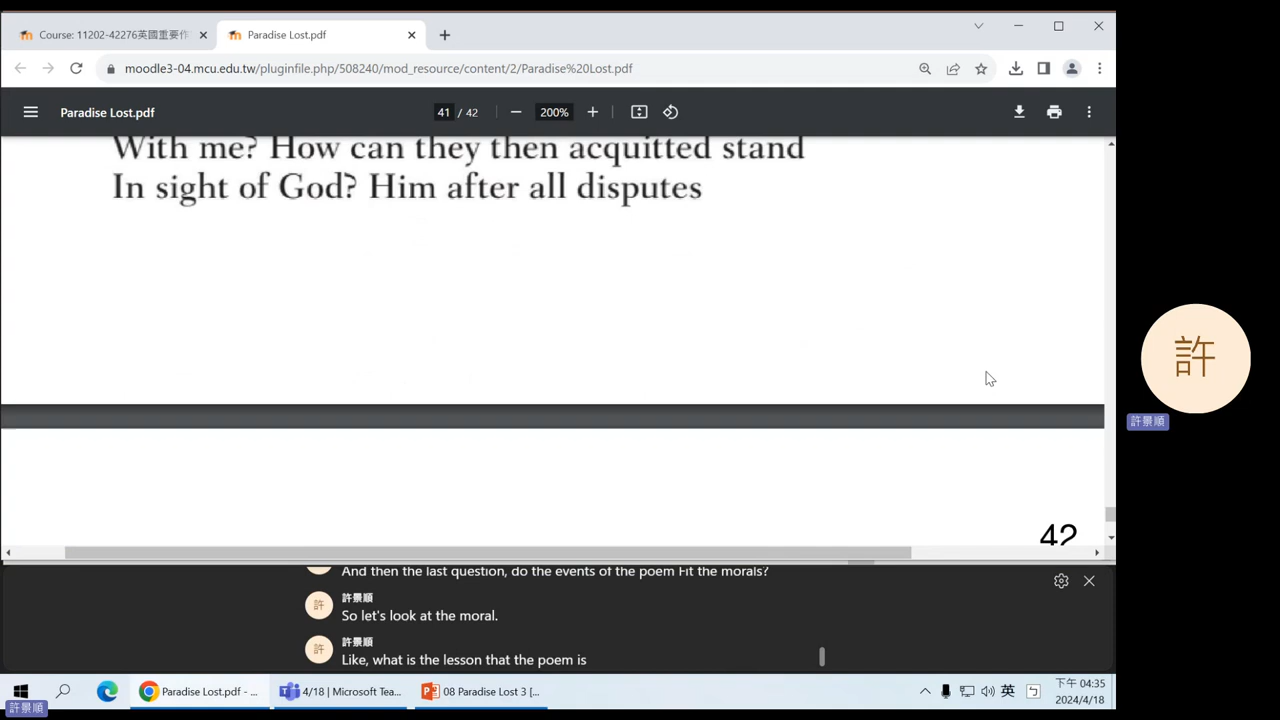 Course: 11202-42276英國重要作
Paradise Lost.pdf
moodle3-04.mcu.edu.tw/pluginfile.php/508240/mod_resource/content/2/Paradise%20Lost.pdf
Paradise Lost.pdf
41 / 42
200%
With me? How can they then acquitted stand
In sight of God? Him after all disputes
42
許
許景順
And then the last question, do the events of the poem Fit the morals?
許
許景順
So let's look at the moral.
許
許景順
Like, what is the lesson that the poem is
Paradise Lost.pdf - ...
4/18 | Microsoft Tea...
08 Paradise Lost 3 [...
英
ㄅ
下午 04:35
2024/4/18
許景順